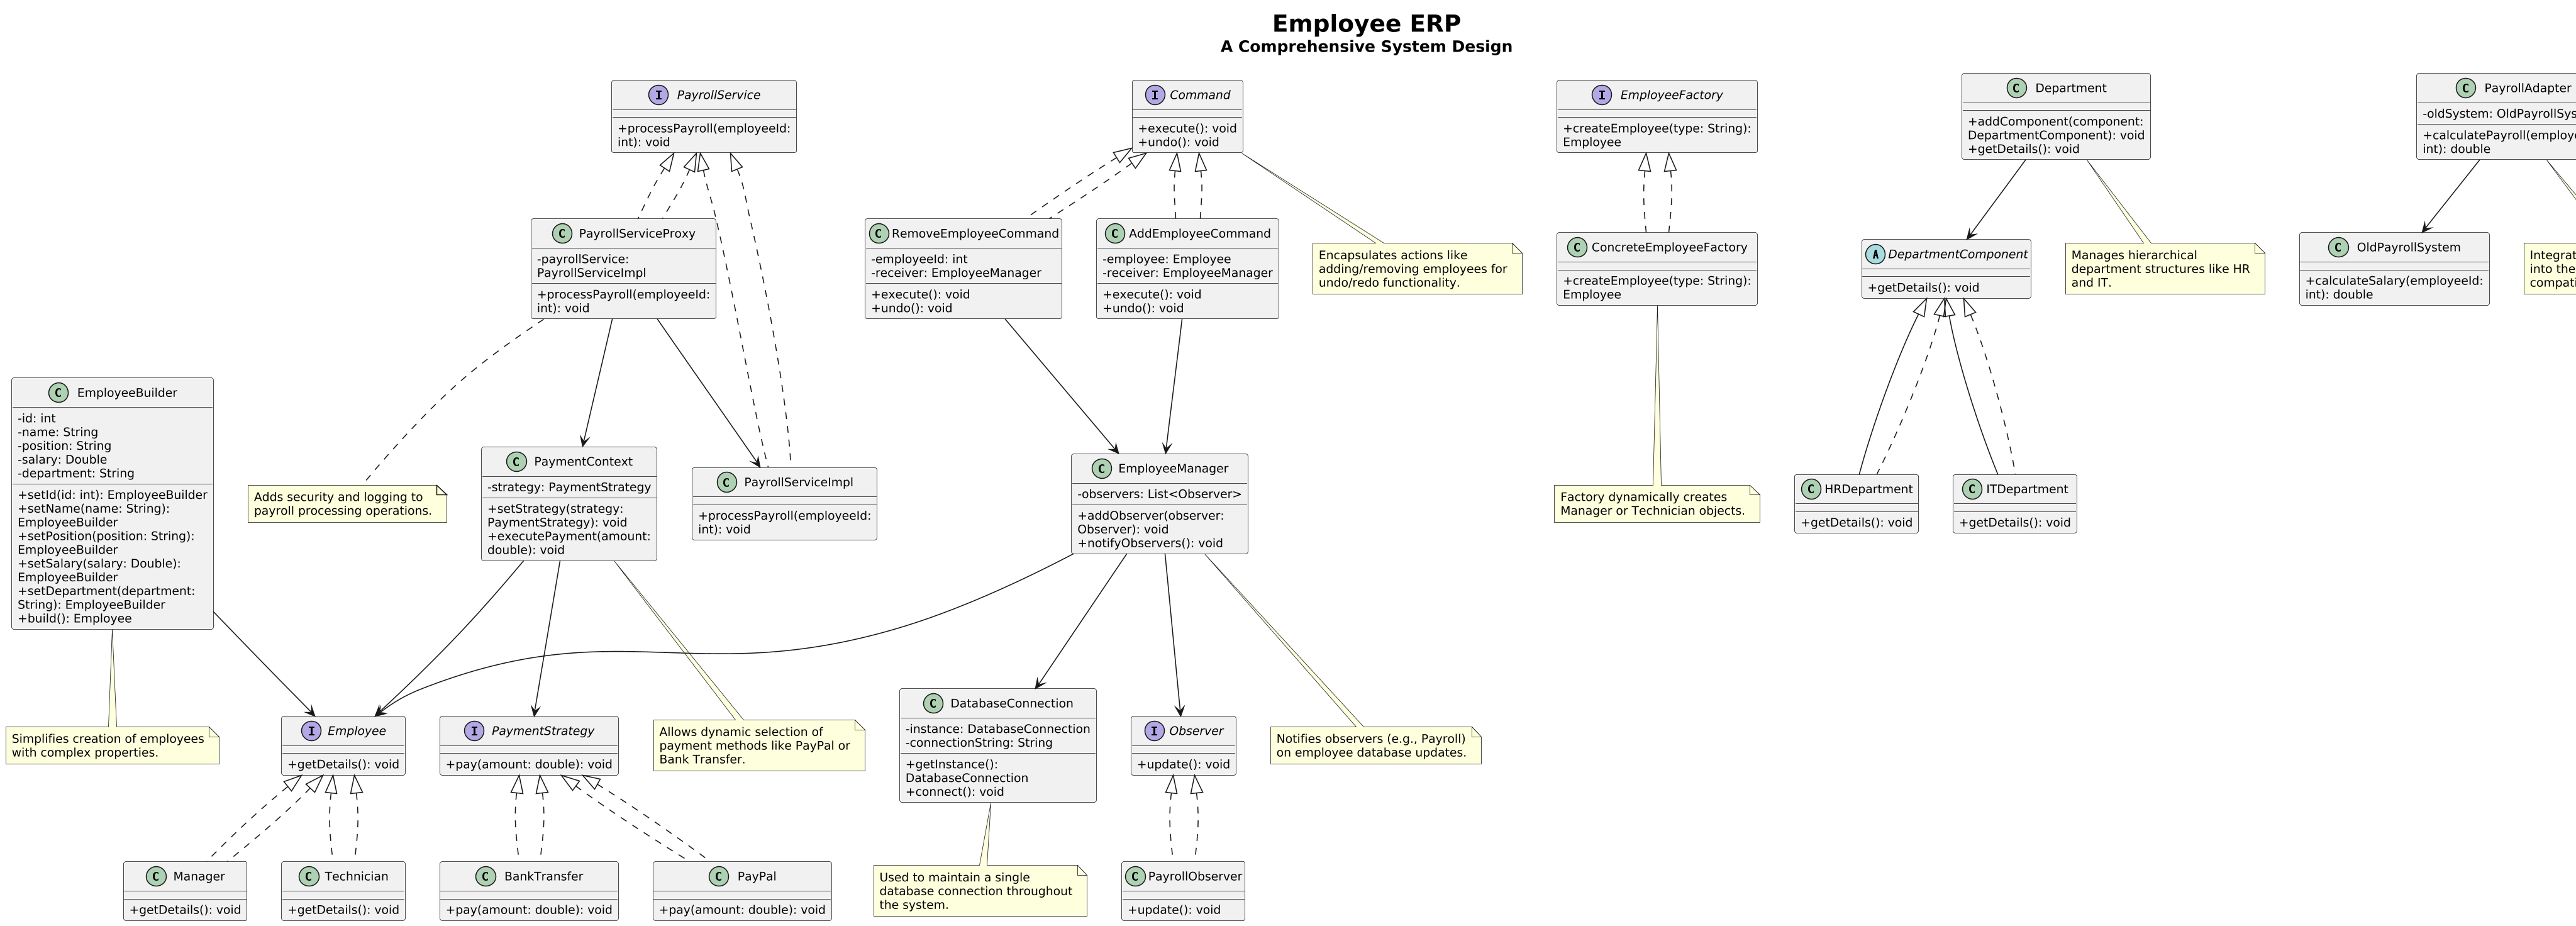 Employee ERP
A Comprehensive System Design
I PayrollService
+processPayroll(employeeId:
int): void
I Command
+execute(): void
+undo(): void
I EmployeeFactory
+createEmployee(type: String):
Employee
C Department
+addComponent(component:
DepartmentComponent): void
+getDetails(): void
C PayrollAdapter
-oldSystem: OldPayrollSys
+calculatePayroll(employe
int): double
C PayrollServiceProxy
-payrollService:
PayrollServiceImpl
+processPayroll(employeeId:
int): void
C RemoveEmployeeCommand
-employeeId: int
-receiver: EmployeeManager
+execute(): void
+undo(): void
C AddEmployeeCommand
-employee: Employee
-receiver: EmployeeManager
+execute(): void
+undo(): void
Encapsulates actions like
adding/removing employees for
undo/redo functionality.
C ConcreteEmployeeFactory
+createEmployee(type: String):
Employee
A DepartmentComponent
+getDetails(): void
Manages hierarchical
department structures like HR
and IT.
C OldPayrollSystem
+calculateSalary(employeeId:
int): double
Integrat
into the
compati
C EmployeeBuilder
-id: int
-name: String
-position: String
-salary: Double
-department: String
+setId(id: int): EmployeeBuilder
+setName(name: String):
EmployeeBuilder
+setPosition(position: String):
EmployeeBuilder
+setSalary(salary: Double):
EmployeeBuilder
+setDepartment(department:
String): EmployeeBuilder
+build(): Employee
Adds security and logging to
payroll processing operations.
C PaymentContext
-strategy: PaymentStrategy
+setStrategy(strategy:
PaymentStrategy): void
+executePayment(amount:
double): void
C PayrollServiceImpl
+processPayroll(employeeId:
int): void
C EmployeeManager
-observers: List<Observer>
+addObserver(observer:
Observer): void
+notifyObservers(): void
Factory dynamically creates
Manager or Technician objects.
C HRDepartment
+getDetails(): void
C ITDepartment
+getDetails(): void
Simplifies creation of employees
with complex properties.
I Employee
+getDetails(): void
I PaymentStrategy
+pay(amount: double): void
Allows dynamic selection of
payment methods like PayPal or
Bank Transfer.
C DatabaseConnection
-instance: DatabaseConnection
-connectionString: String
+getInstance():
DatabaseConnection
+connect(): void
I Observer
+update(): void
Notifies observers (e.g., Payroll)
on employee database updates.
C Manager
+getDetails(): void
C Technician
+getDetails(): void
C BankTransfer
+pay(amount: double): void
C PayPal
+pay(amount: double): void
Used to maintain a single
database connection throughout
the system.
C PayrollObserver
+update(): void